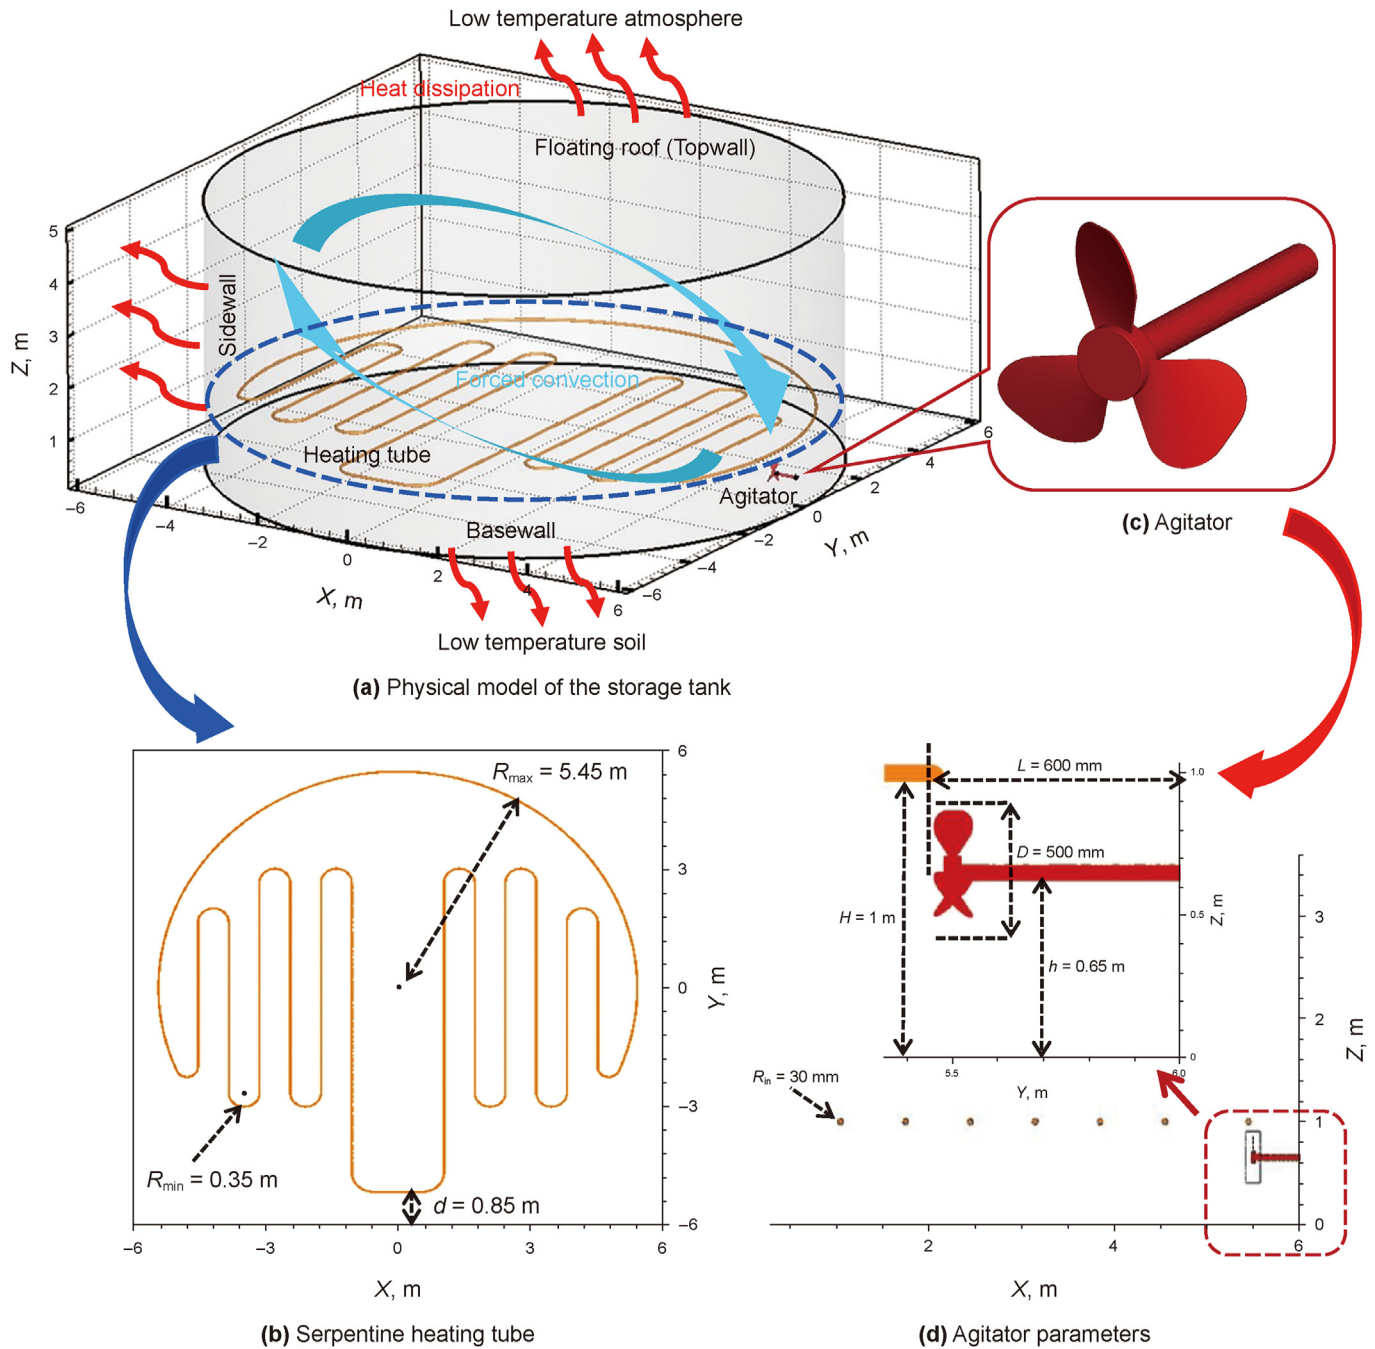 Low temperature atmosphere
Heat dissipation
Floating roof (Topwall)
5
4
3
2
1
Z, m
Sidewall
Forced convection
Heating tube
Agitator
Basewall
−6
−4
−2
0
2
4
6
X, m
−6
−4
−2
0
2
4
6
Y, m
Low temperature soil
(a) Physical model of the storage tank
(c) Agitator
Rmax = 5.45 m
Rmin = 0.35 m
d = 0.85 m
6
3
0
−3
−6
Y, m
−6
−3
0
3
6
X, m
(b) Serpentine heating tube
L = 600 mm
D = 500 mm
H = 1 m
h = 0.65 m
1.0
0.5
0
Z, m
5.5
6.0
Y, m
Rin = 30 mm
3
2
1
0
Z, m
2
4
6
X, m
(d) Agitator parameters